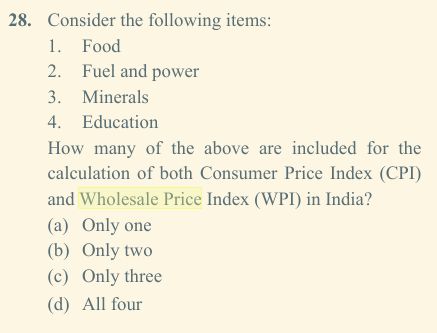 28. Consider the following items:
1. Food
2. Fuel and power
3. Minerals
4. Education
How many of the above are included for the
calculation of both Consumer Price Index (CPI)
and Wholesale Price Index (WPI) in India?
(a) Only one
(b) Only two
(c) Only three
(d) All four